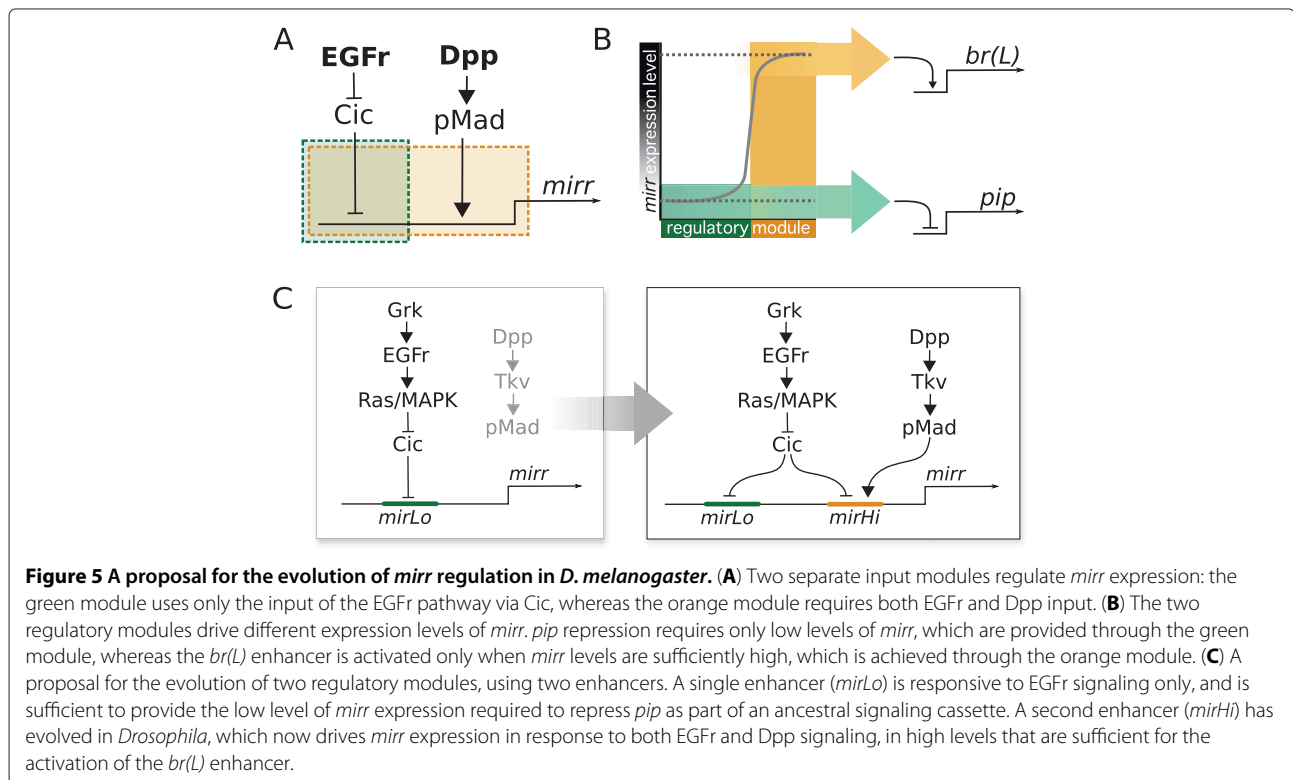 A
EGFr
Dpp
Cic
pMad
mirr
B
mirr expression level
regulatory module
br(L)
pip
C
Grk
EGFr
Ras/MAPK
Cic
Dpp
Tkv
pMad
mirr
mirLo
Grk
EGFr
Ras/MAPK
Cic
Dpp
Tkv
pMad
mirr
mirLo
mirHi
Figure 5 A proposal for the evolution of mirr regulation in D. melanogaster. (A) Two separate input modules regulate mirr expression: the
green module uses only the input of the EGFr pathway via Cic, whereas the orange module requires both EGFr and Dpp input. (B) The two
regulatory modules drive different expression levels of mirr. pip repression requires only low levels of mirr, which are provided through the green
module, whereas the br(L) enhancer is activated only when mirr levels are sufficiently high, which is achieved through the orange module. (C) A
proposal for the evolution of two regulatory modules, using two enhancers. A single enhancer (mirLo) is responsive to EGFr signaling only, and is
sufficient to provide the low level of mirr expression required to repress pip as part of an ancestral signaling cassette. A second enhancer (mirHi) has
evolved in Drosophila, which now drives mirr expression in response to both EGFr and Dpp signaling, in high levels that are sufficient for the
activation of the br(L) enhancer.